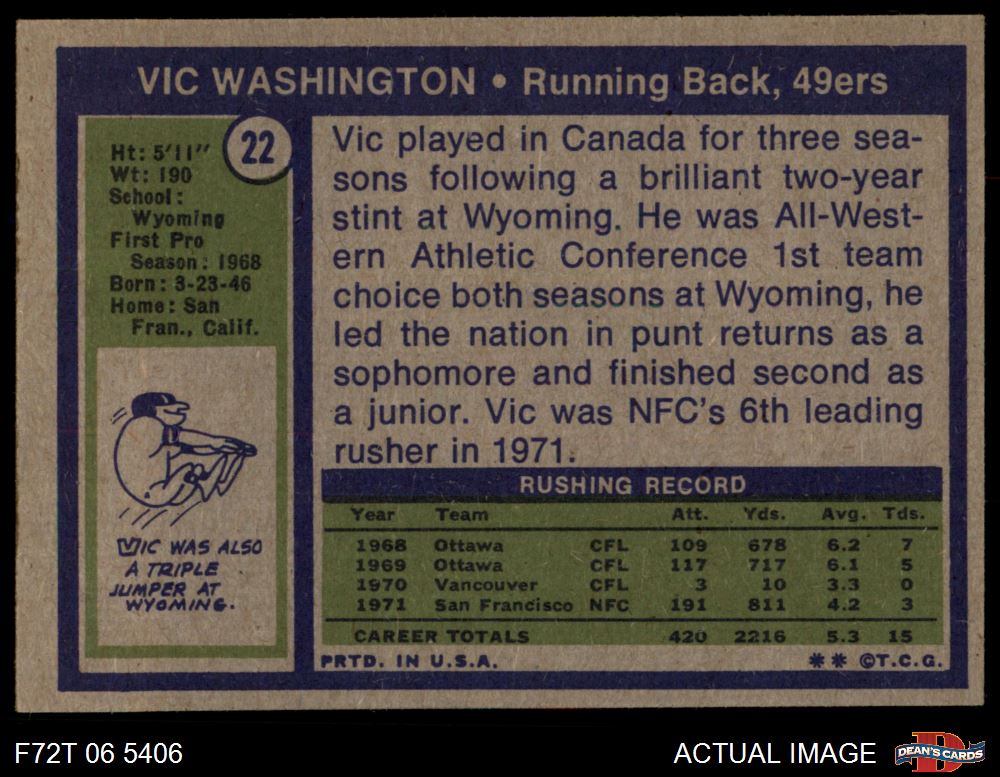 VIC WASHINGTON • Running Back, 49ers
22
Ht: 5'11"
Wt: 190
School:
Wyoming
First Pro
Season: 1968
Born: 3-23-46
Home: San
Fran., Calif.
VIC WAS ALSO
A TRIPLE
JUMPER AT
WYOMING.
Vic played in Canada for three sea-
sons following a brilliant two-year
stint at Wyoming. He was All-West-
ern Athletic Conference 1st team
choice both seasons at Wyoming, he
led the nation in punt returns as a
sophomore and finished second as
a junior. Vic was NFC's 6th leading
rusher in 1971.
RUSHING RECORD
Year Team Att. Yds. Avg. Tds.
1968 Ottawa CFL 109 678 6.2 7
1969 Ottawa CFL 117 717 6.1 5
1970 Vancouver CFL 3 10 3.3 0
1971 San Francisco NFC 191 811 4.2 3
CAREER TOTALS 420 2216 5.3 15
PRTD. IN U.S.A. ** ©T.C.G.
F72T 06 5406 ACTUAL IMAGE D DEAN'S CARDS